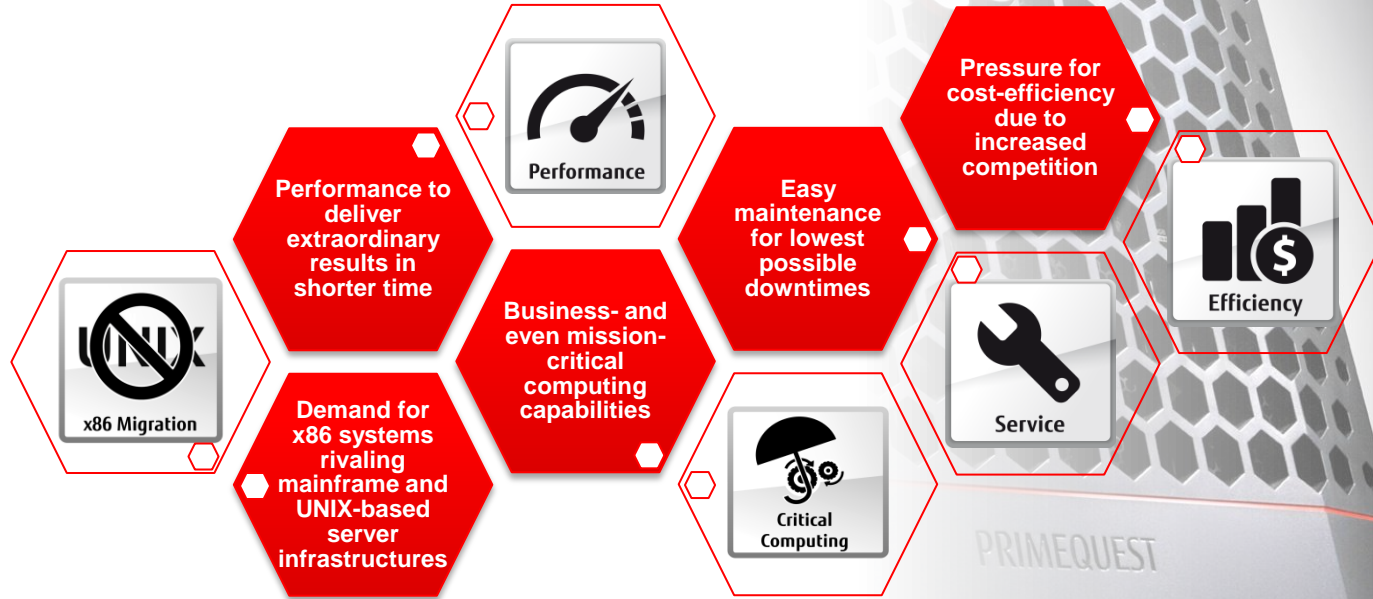 UNIX
x86 Migration
Performance to
deliver
extraordinary
results in
shorter time
Demand for
x86 systems
rivaling
mainframe and
UNIX-based
server
infrastructures
Performance
Business- and
even mission-
critical
computing
capabilities
Easy
maintenance
for lowest
possible
downtimes
Critical
Computing
Pressure for
cost-efficiency
due to
increased
competition
Service
$
Efficiency
PRIMEQUEST